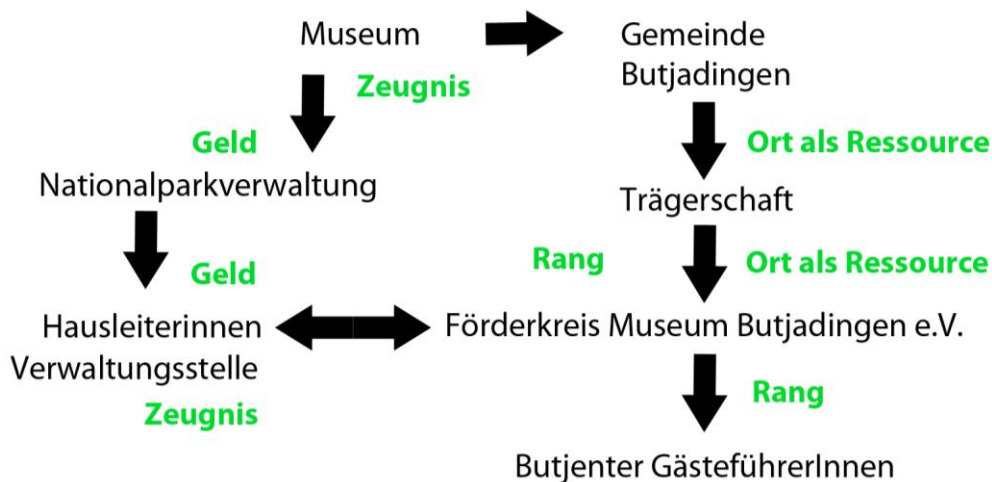 Museum
Gemeinde
Butjadingen
Zeugnis
Geld
Ort als Ressource
Nationalparkverwaltung
Trägerschaft
Geld
Rang
Ort als Ressource
Hausleiterinnen
Verwaltungsstelle
Förderkreis Museum Butjadingen e.V.
Zeugnis
Rang
Butjenter GästeführerInnen